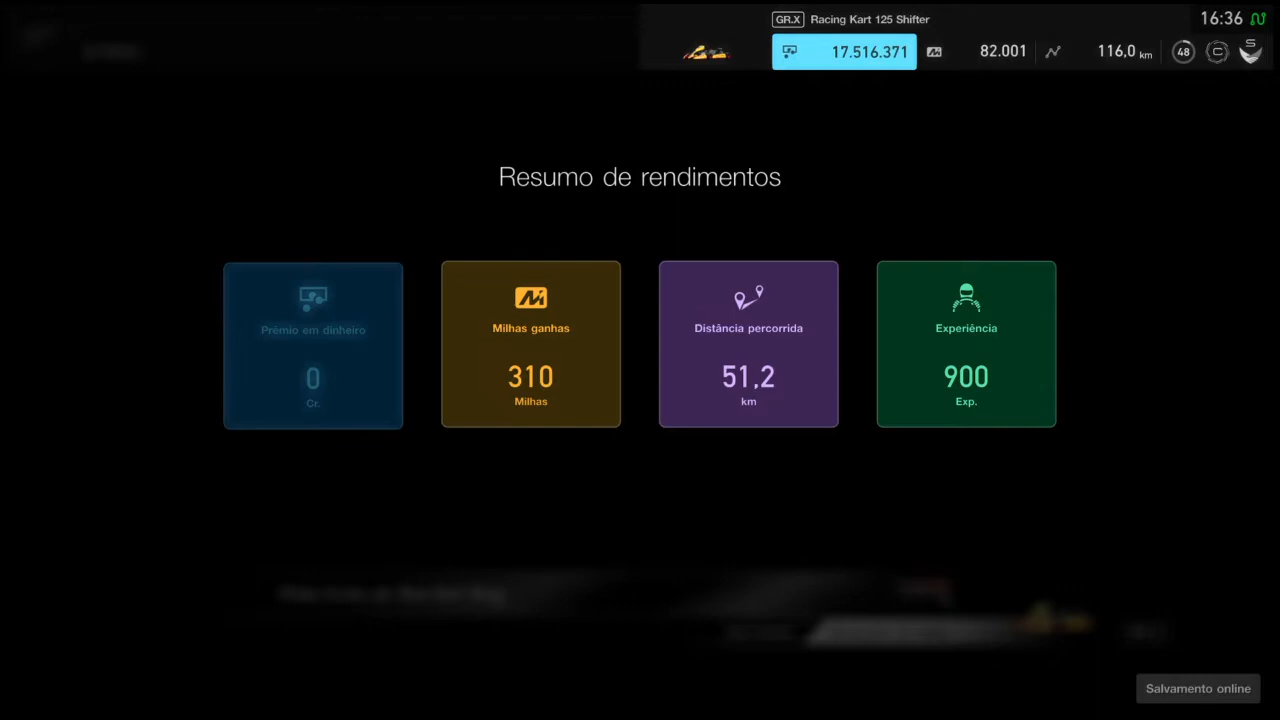 GR.X Racing Kart 125 Shifter
16:36
17.516.371
82.001
116,0 km
48
C
S
Resumo de rendimentos
Prêmio em dinheiro
0
Cr.
Milhas ganhas
310
Milhas
Distância percorrida
51,2
km
Experiência
900
Exp.
Salvamento online